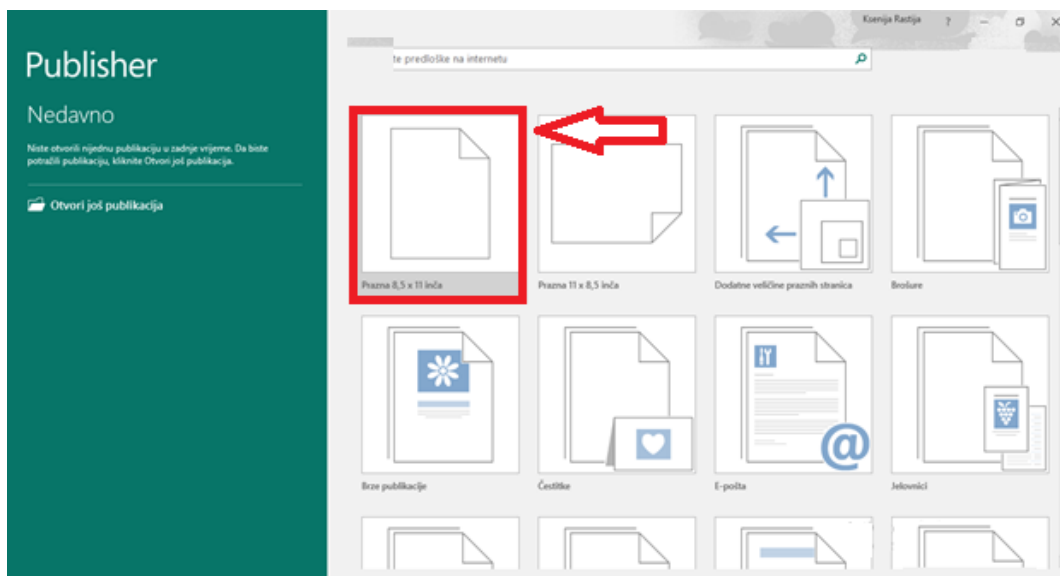 Ksenija Rastija ?
Publisher
te predloške na internetu
Nedavno
Niste otvorili nijednu publikaciju u zadnje vrijeme. Da biste
potražili publikaciju, kliknite Otvori još publikacija.
Otvori još publikacija
Prazna 8,5 x 11 inča
Prazna 11 x 8,5 inča
Dodatne veličine praznih stranica
Brošure
@
Brze publikacije
Čestitke
E-pošta
Jelovnici